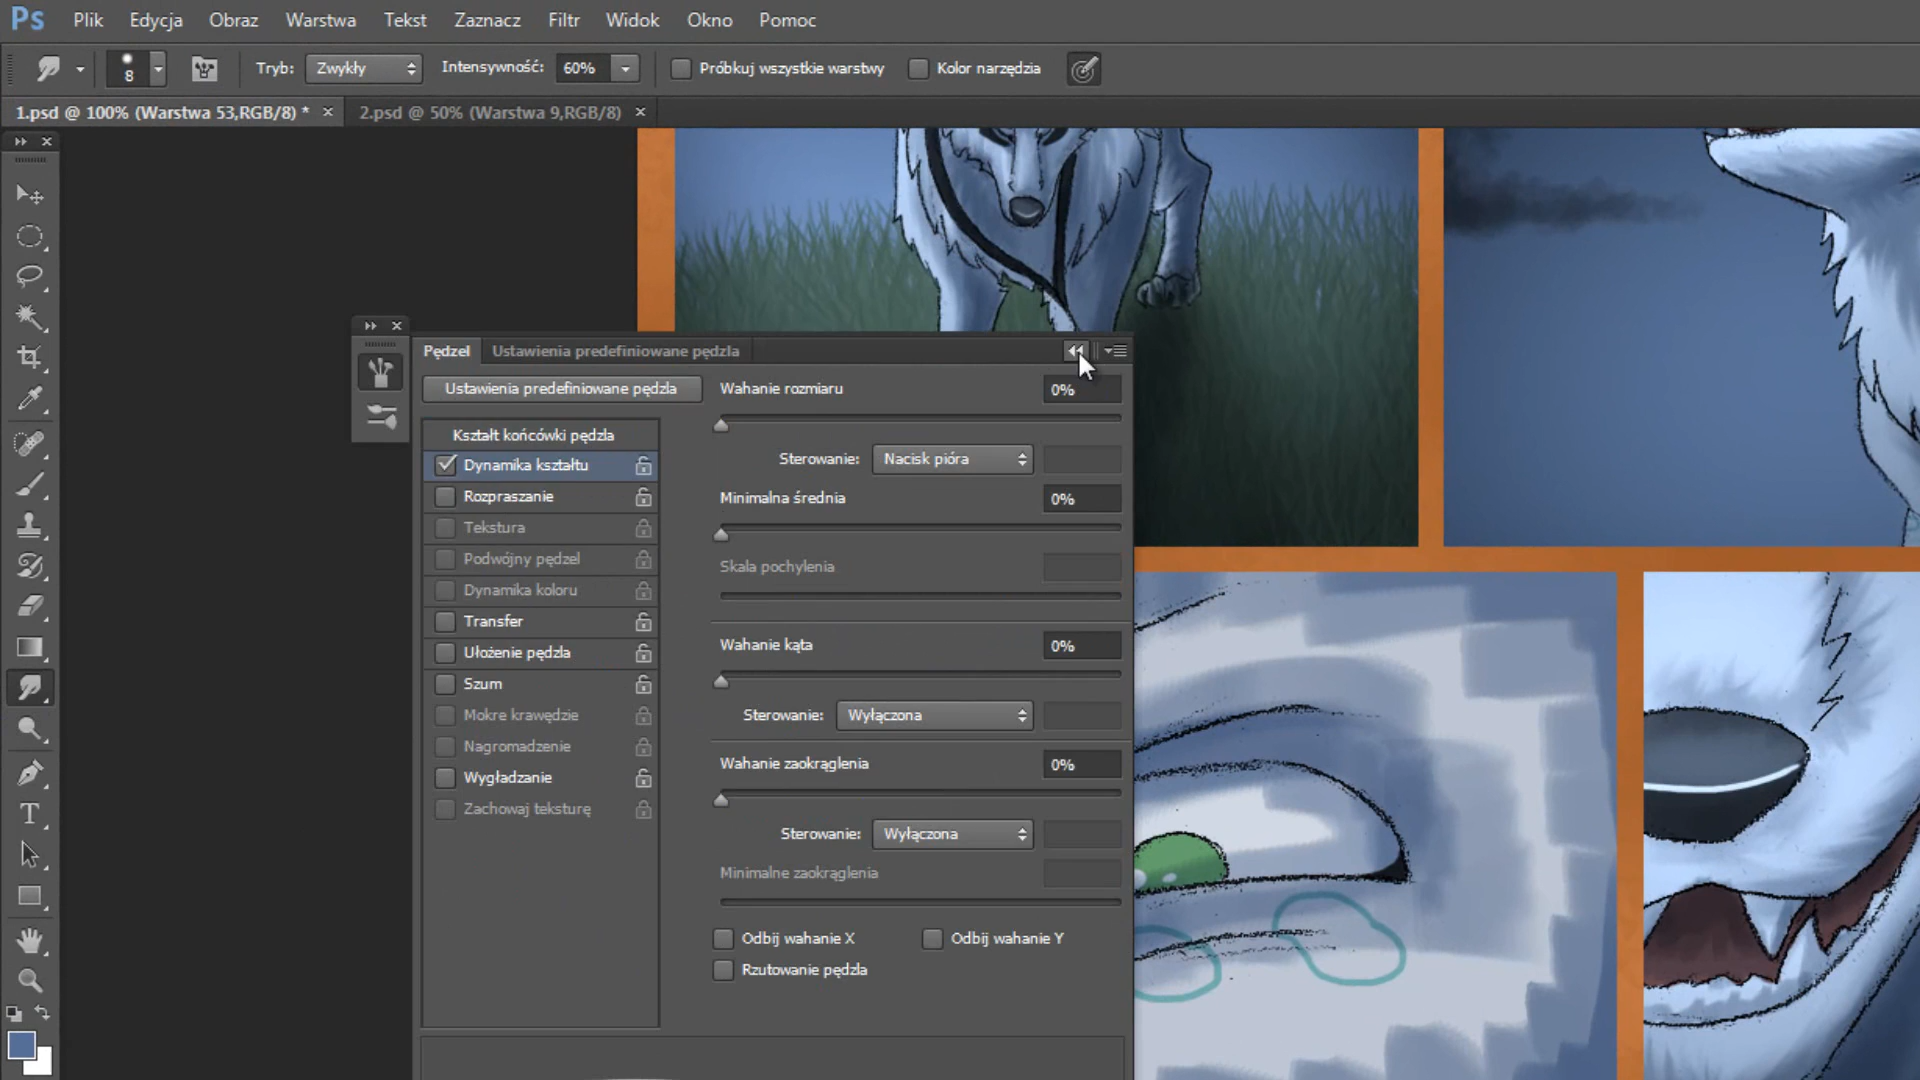 Ps Plik Edycja Obraz Warstwa Tekst Zaznacz Filtr Widok Okno Pomoc
8 Tryb: Zwykły Intensywność: 60% Próbkuj wszystkie warstwy Kolor narzędzia
1.psd @ 100% (Warstwa 53,RGB/8) * × 2.psd @ 50% (Warstwa 9,RGB/8) ×
Pędzel Ustawienia predefiniowane pędzla
Ustawienia predefiniowane pędzla
Kształt końcówki pędzla
Dynamika kształtu
Rozpraszanie
Tekstura
Podwójny pędzel
Dynamika koloru
Transfer
Ułożenie pędzla
Szum
Mokre krawędzie
Nagromadzenie
Wygładzanie
Zachowaj teksturę
Wahanie rozmiaru 0%
Sterowanie: Nacisk pióra
Minimalna średnia 0%
Skala pochylenia
Wahanie kąta 0%
Sterowanie: Wyłączona
Wahanie zaokrąglenia 0%
Sterowanie: Wyłączona
Minimalne zaokrąglenia
Odbij wahanie X Odbij wahanie Y
Rzutowanie pędzla